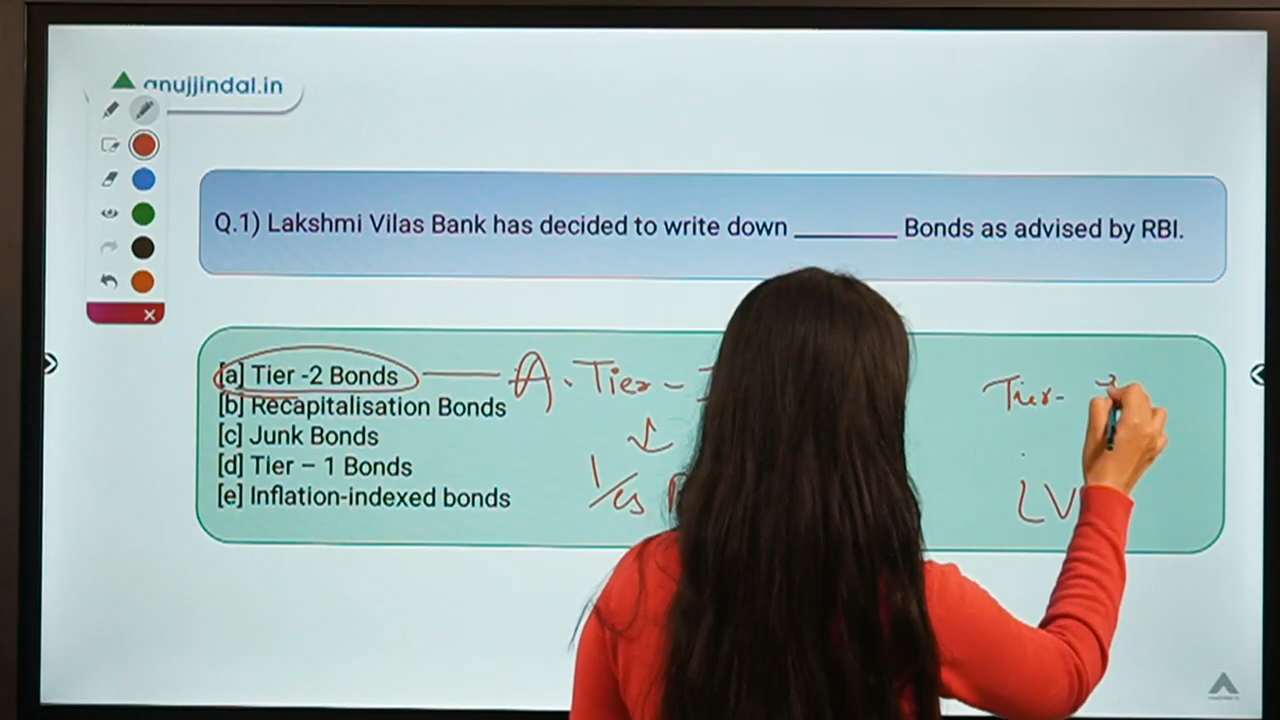 anujjindal.in
Q.1) Lakshmi Vilas Bank has decided to write down ________ Bonds as advised by RBI.
[a] Tier -2 Bonds
A. Tier -
Tier-
[b] Recapitalisation Bonds
[c] Junk Bonds
[d] Tier – 1 Bonds
[e] Inflation-indexed bonds
Yes
LV